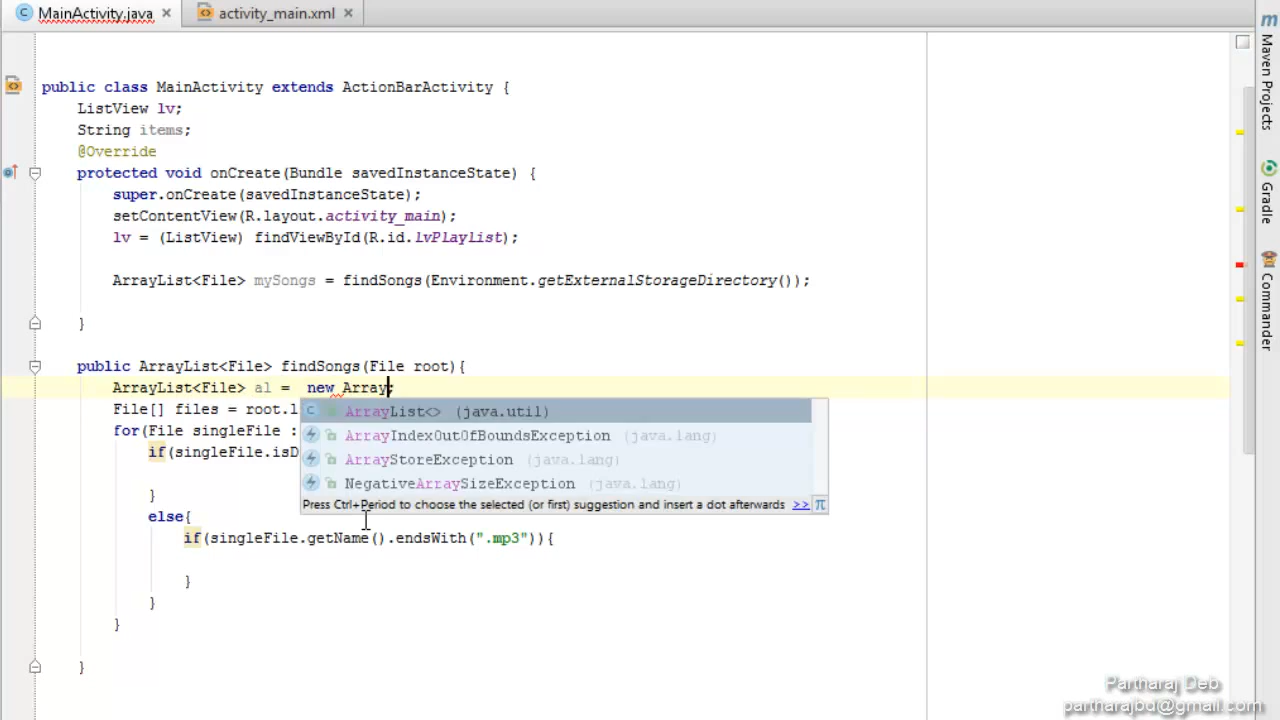 MainActivity.java activity_main.xml
public class MainActivity extends ActionBarActivity {
ListView lv;
String items;
@Override
protected void onCreate(Bundle savedInstanceState) {
super.onCreate(savedInstanceState);
setContentView(R.layout.activity_main);
lv = (ListView) findViewById(R.id.lvPlaylist);
ArrayList<File> mySongs = findSongs(Environment.getExternalStorageDirectory());
}
public ArrayList<File> findSongs(File root){
ArrayList<File> al = new Array;
File[] files = root.l
for(File singleFile :
if(singleFile.isD
ArrayList<> (java.util)
ArrayIndexOutOfBoundsException (java.lang)
ArrayStoreException (java.lang)
NegativeArraySizeException (java.lang)
Press Ctrl+Period to choose the selected (or first) suggestion and insert a dot afterwards >> π
}
else{
if(singleFile.getName().endsWith(".mp3")){
}
}
}
}
Maven Projects
Gradle
Commander
Partharaj Deb
partharajbd@gmail.com